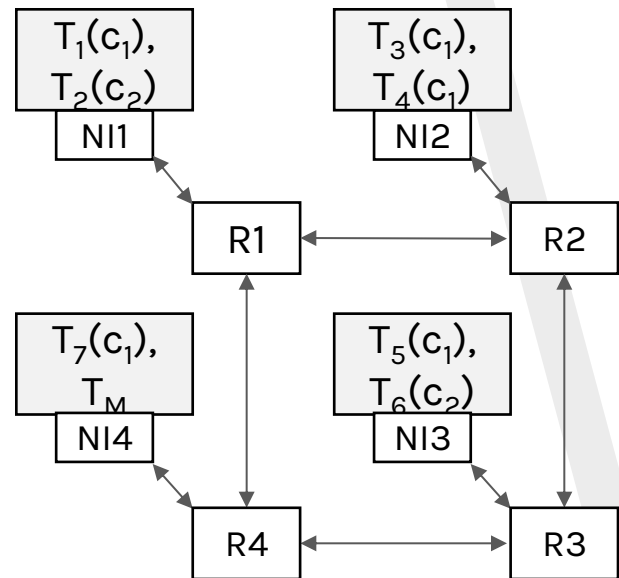 T₁(c₁),
T₂(c₂)
NI1
T₃(c₁),
T₄(c₁)
NI2
R1
R2
T₇(c₁),
T_M
NI4
T₅(c₁),
T₆(c₂)
NI3
R4
R3